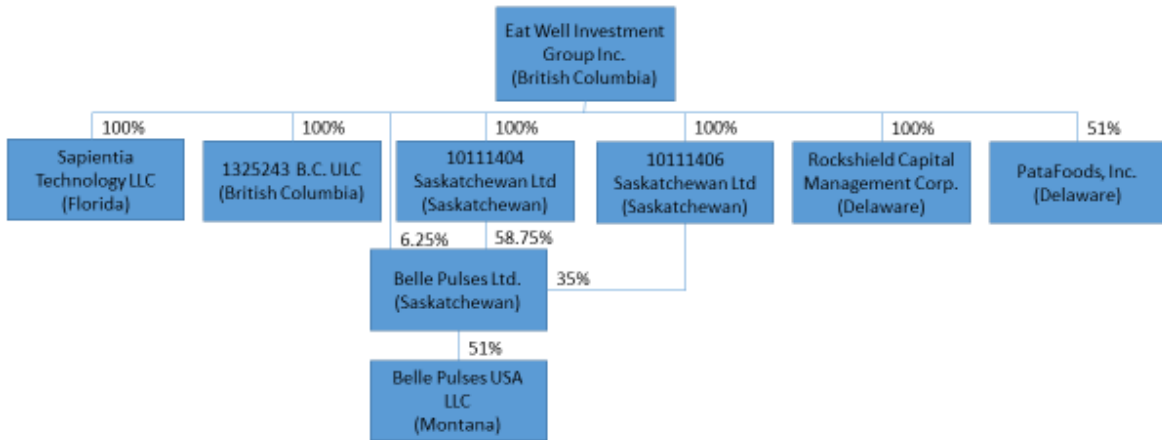 Eat Well Investment
Group Inc.
(British Columbia)
100%
100%
100%
100%
100%
51%
Sapientia
Technology LLC
(Florida)
1325243 B.C. ULC
(British Columbia)
10111404
Saskatchewan Ltd
(Saskatchewan)
10111406
Saskatchewan Ltd
(Saskatchewan)
Rockshield Capital
Management Corp.
(Delaware)
PataFoods, Inc.
(Delaware)
6.25%
58.75%
Belle Pulses Ltd.
(Saskatchewan)
35%
51%
Belle Pulses USA
LLC
(Montana)